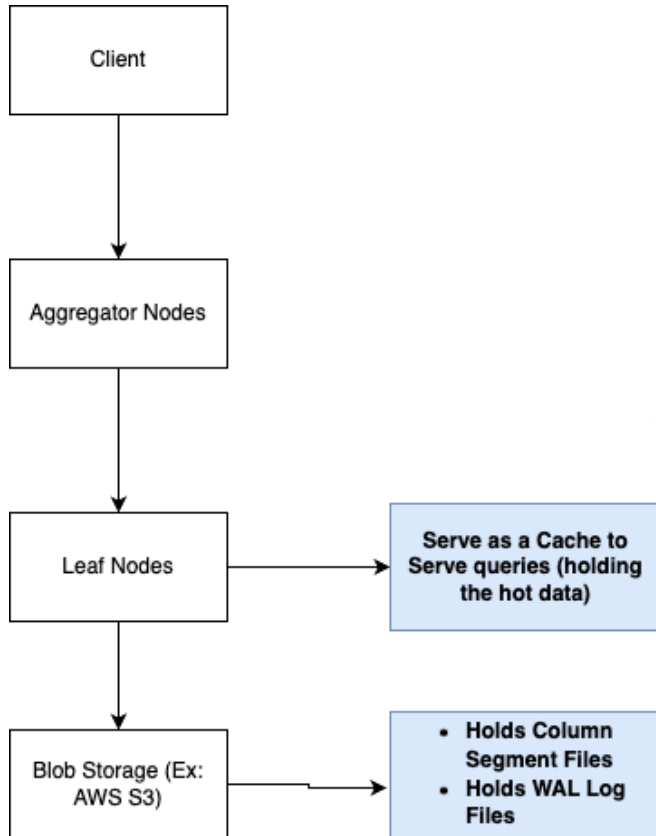 Client
Aggregator Nodes
Leaf Nodes
Serve as a Cache to
Serve queries (holding
the hot data)
Blob Storage (Ex:
AWS S3)
• Holds Column
Segment Files
• Holds WAL Log
Files